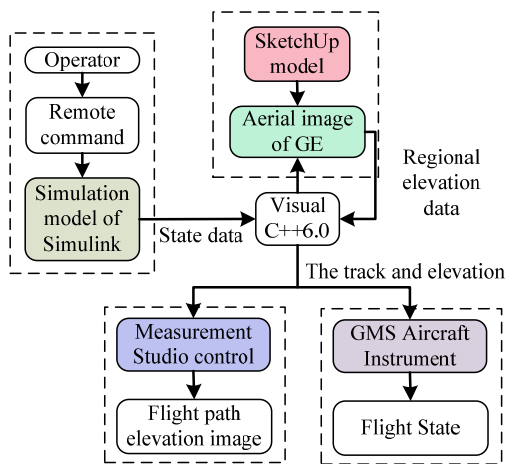 Operator
Remote
command
Simulation
model of
Simulink
SketchUp
model
Aerial image
of GE
Regional
elevation
data
State data
Visual
C++6.0
The track and elevation
Measurement
Studio control
Flight path
elevation image
GMS Aircraft
Instrument
Flight State